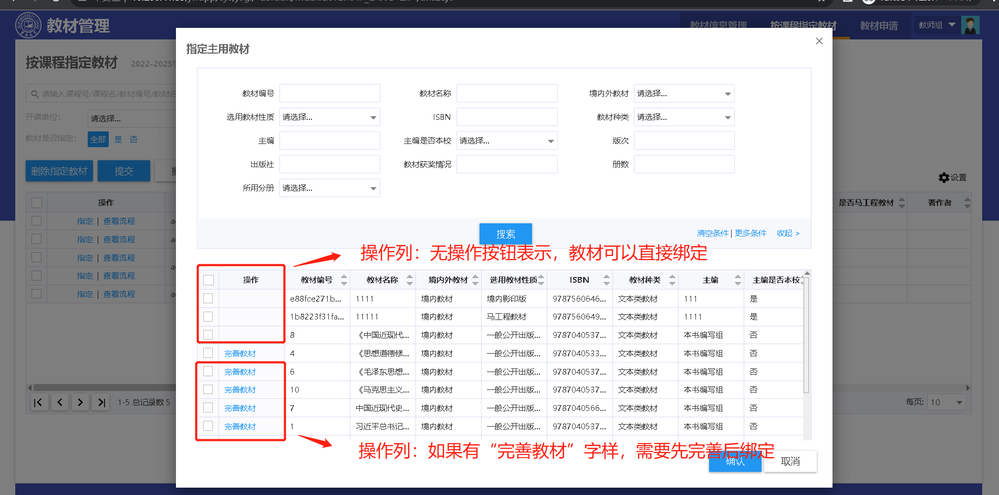 教材管理
教材信息管理 按课程指定教材 教材申请 教师组
按课程指定教材 2022-2023学
请输入课程号/课程名/教材编号/教材名
开课单位: 请选择...
教材是否指定: 全部 是 否
删除指定教材 提交
设置
操作 是否马工程教材 著作者
指定 | 查看流程
指定 | 查看流程
指定 | 查看流程
指定 | 查看流程
指定 | 查看流程
1-5 总记录数 5
每页: 10
指定主用教材
教材编号 教材名称 境内外教材 请选择...
选用教材性质 请选择... ISBN 教材种类 请选择...
主编 主编是否本校 请选择... 版次
出版社 教材获奖情况 册数
所用分册 请选择...
搜索 清空条件 | 更多条件 收起 >
操作列：无操作按钮表示，教材可以直接绑定
操作 教材编号 教材名称 境内外教材 选用教材性质 ISBN 教材种类 主编 主编是否本校
e88fce271b... 1111 境内教材 境内影印版 9787560646... 文本类教材 111 是
1b8223f31fa... 11111 境内教材 马工程教材 9787560649... 文本类教材 1111 是
8 《中国近现代... 境内教材 一般公开出版... 9787040537... 文本类教材 本书编写组 否
完善教材 4 《思想道德修... 境内教材 一般公开出版... 9787040533... 文本类教材 本书编写组 否
完善教材 6 《毛泽东思想... 境内教材 一般公开出版... 9787040537... 文本类教材 本书编写组 否
完善教材 10 《马克思主义... 境内教材 一般公开出版... 9787040537... 文本类教材 本书编写组 否
完善教材 7 中国近现代史... 境内教材 一般公开出版... 9787040566... 文本类教材 本书编写组 否
完善教材 1 习近平总书记... 境内教材 一般公开出版... 9787040537... 文本类教材 本书编写组 否
操作列：如果有“完善教材”字样，需要先完善后绑定
确认 取消